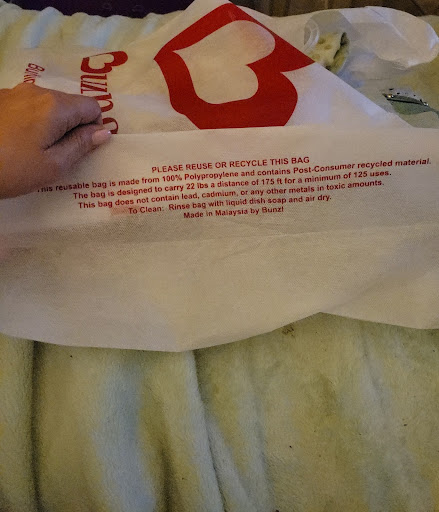 PLEASE REUSE OR RECYCLE THIS BAG
This reusable bag is made from 100% Polypropylene and contains Post-Consumer recycled material.
The bag is designed to carry 22 lbs a distance of 175 ft for a minimum of 125 uses.
This bag does not contain lead, cadmium, or any other metals in toxic amounts.
To Clean: Rinse bag with liquid dish soap and air dry.
Made in Malaysia by Bunzl